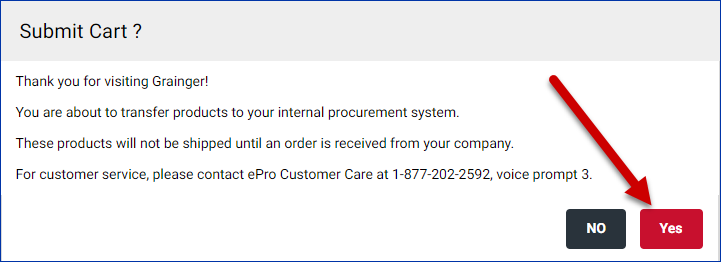 Submit Cart ?
Thank you for visiting Grainger!
You are about to transfer products to your internal procurement system.
These products will not be shipped until an order is received from your company.
For customer service, please contact ePro Customer Care at 1-877-202-2592, voice prompt 3.
NO Yes